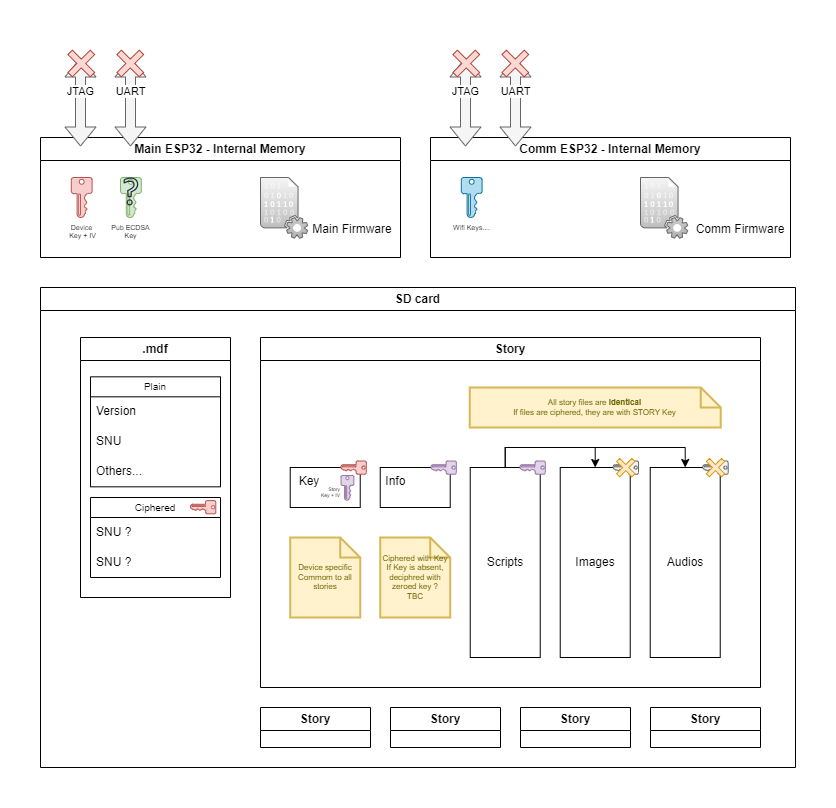 JTAG
UART
JTAG
UART
Main ESP32 - Internal Memory
Comm ESP32 - Internal Memory
?
Device
Key + IV
Pub ECDSA
Key
Main Firmware
Wifi Keys....
Comm Firmware
SD card
.mdf
Plain
Version
SNU
Others...
Ciphered
SNU ?
SNU ?
Story
All story files are Identical
If files are ciphered, they are with STORY Key
Key
Story
Key + IV
Info
Scripts
Images
Audios
Device specific
Commom to all
stories
Ciphered with Key
If Key is absent,
deciphred with
zeroed key ?
TBC
Story
Story
Story
Story